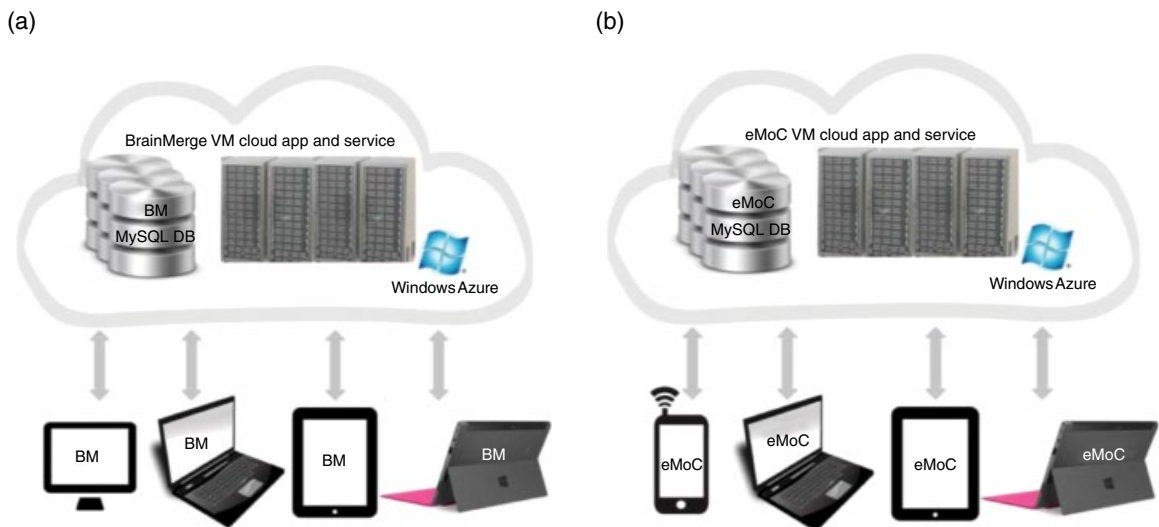 (a)
BrainMerge VM cloud app and service
BM
MySQL DB
Windows Azure
BM
BM
BM
BM
(b)
eMoC VM cloud app and service
eMoC
MySQL DB
Windows Azure
eMoC
eMoC
eMoC
eMoC